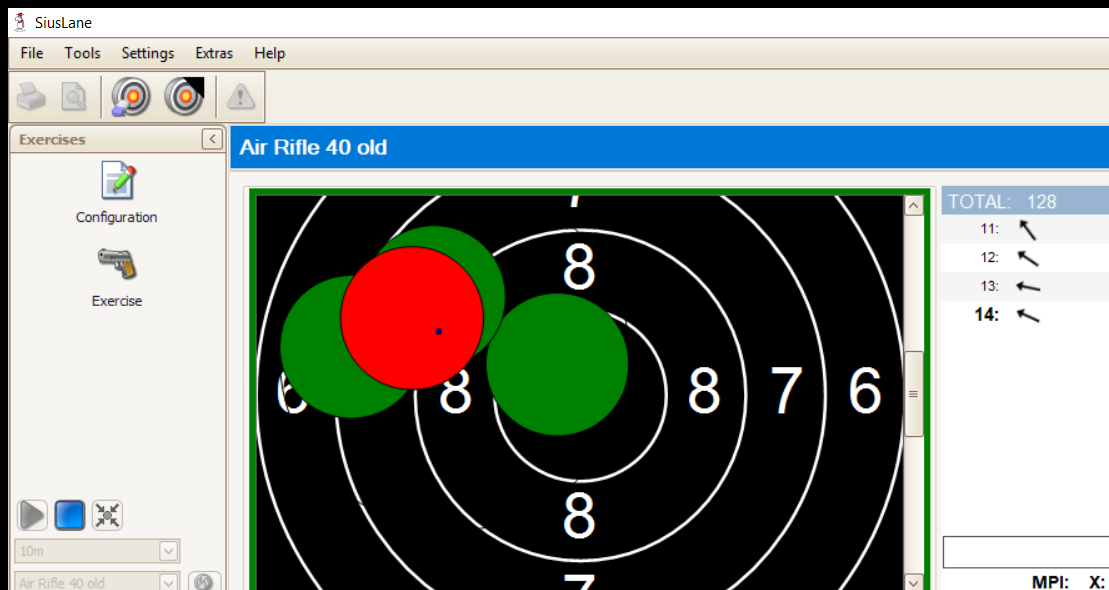 SiusLane
File Tools Settings Extras Help
Exercises
Air Rifle 40 old
Configuration
Exercise
10m
Air Rifle 40 old
7
8
6 8 8 7 6
8
7
TOTAL: 128
11:
12:
13:
14:
MPI: X: